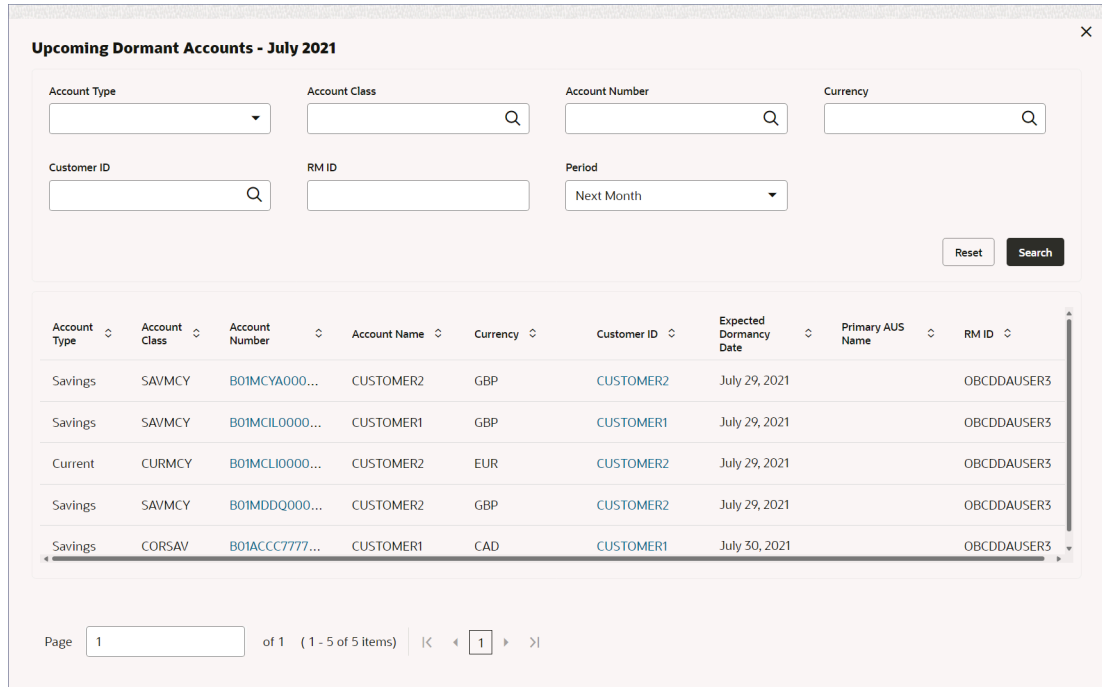 Upcoming Dormant Accounts - July 2021
Account Type Account Class Account Number Currency
Customer ID RM ID Period
Next Month
Reset Search
Account Type Account Class Account Number Account Name Currency Customer ID Expected Dormancy Date Primary AUS Name RM ID
Savings SAVMCY B01MCYA000... CUSTOMER2 GBP CUSTOMER2 July 29, 2021 OBCDDAUSER3
Savings SAVMCY B01MCIL0000... CUSTOMER1 GBP CUSTOMER1 July 29, 2021 OBCDDAUSER3
Current CURMCY B01MCLI0000... CUSTOMER2 EUR CUSTOMER2 July 29, 2021 OBCDDAUSER3
Savings SAVMCY B01MDDQ000... CUSTOMER2 GBP CUSTOMER2 July 29, 2021 OBCDDAUSER3
Savings CORSAV B01ACCC7777... CUSTOMER1 CAD CUSTOMER1 July 30, 2021 OBCDDAUSER3
Page 1 of 1 ( 1 - 5 of 5 items) 1